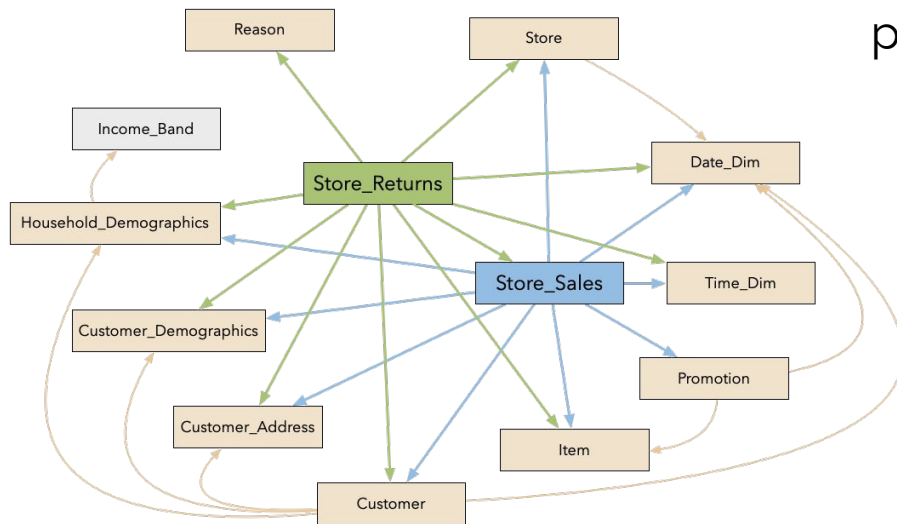 Reason
Store
p
Income_Band
Date_Dim
Store_Returns
Household_Demographics
Store_Sales
Time_Dim
Customer_Demographics
Promotion
Customer_Address
Item
Customer